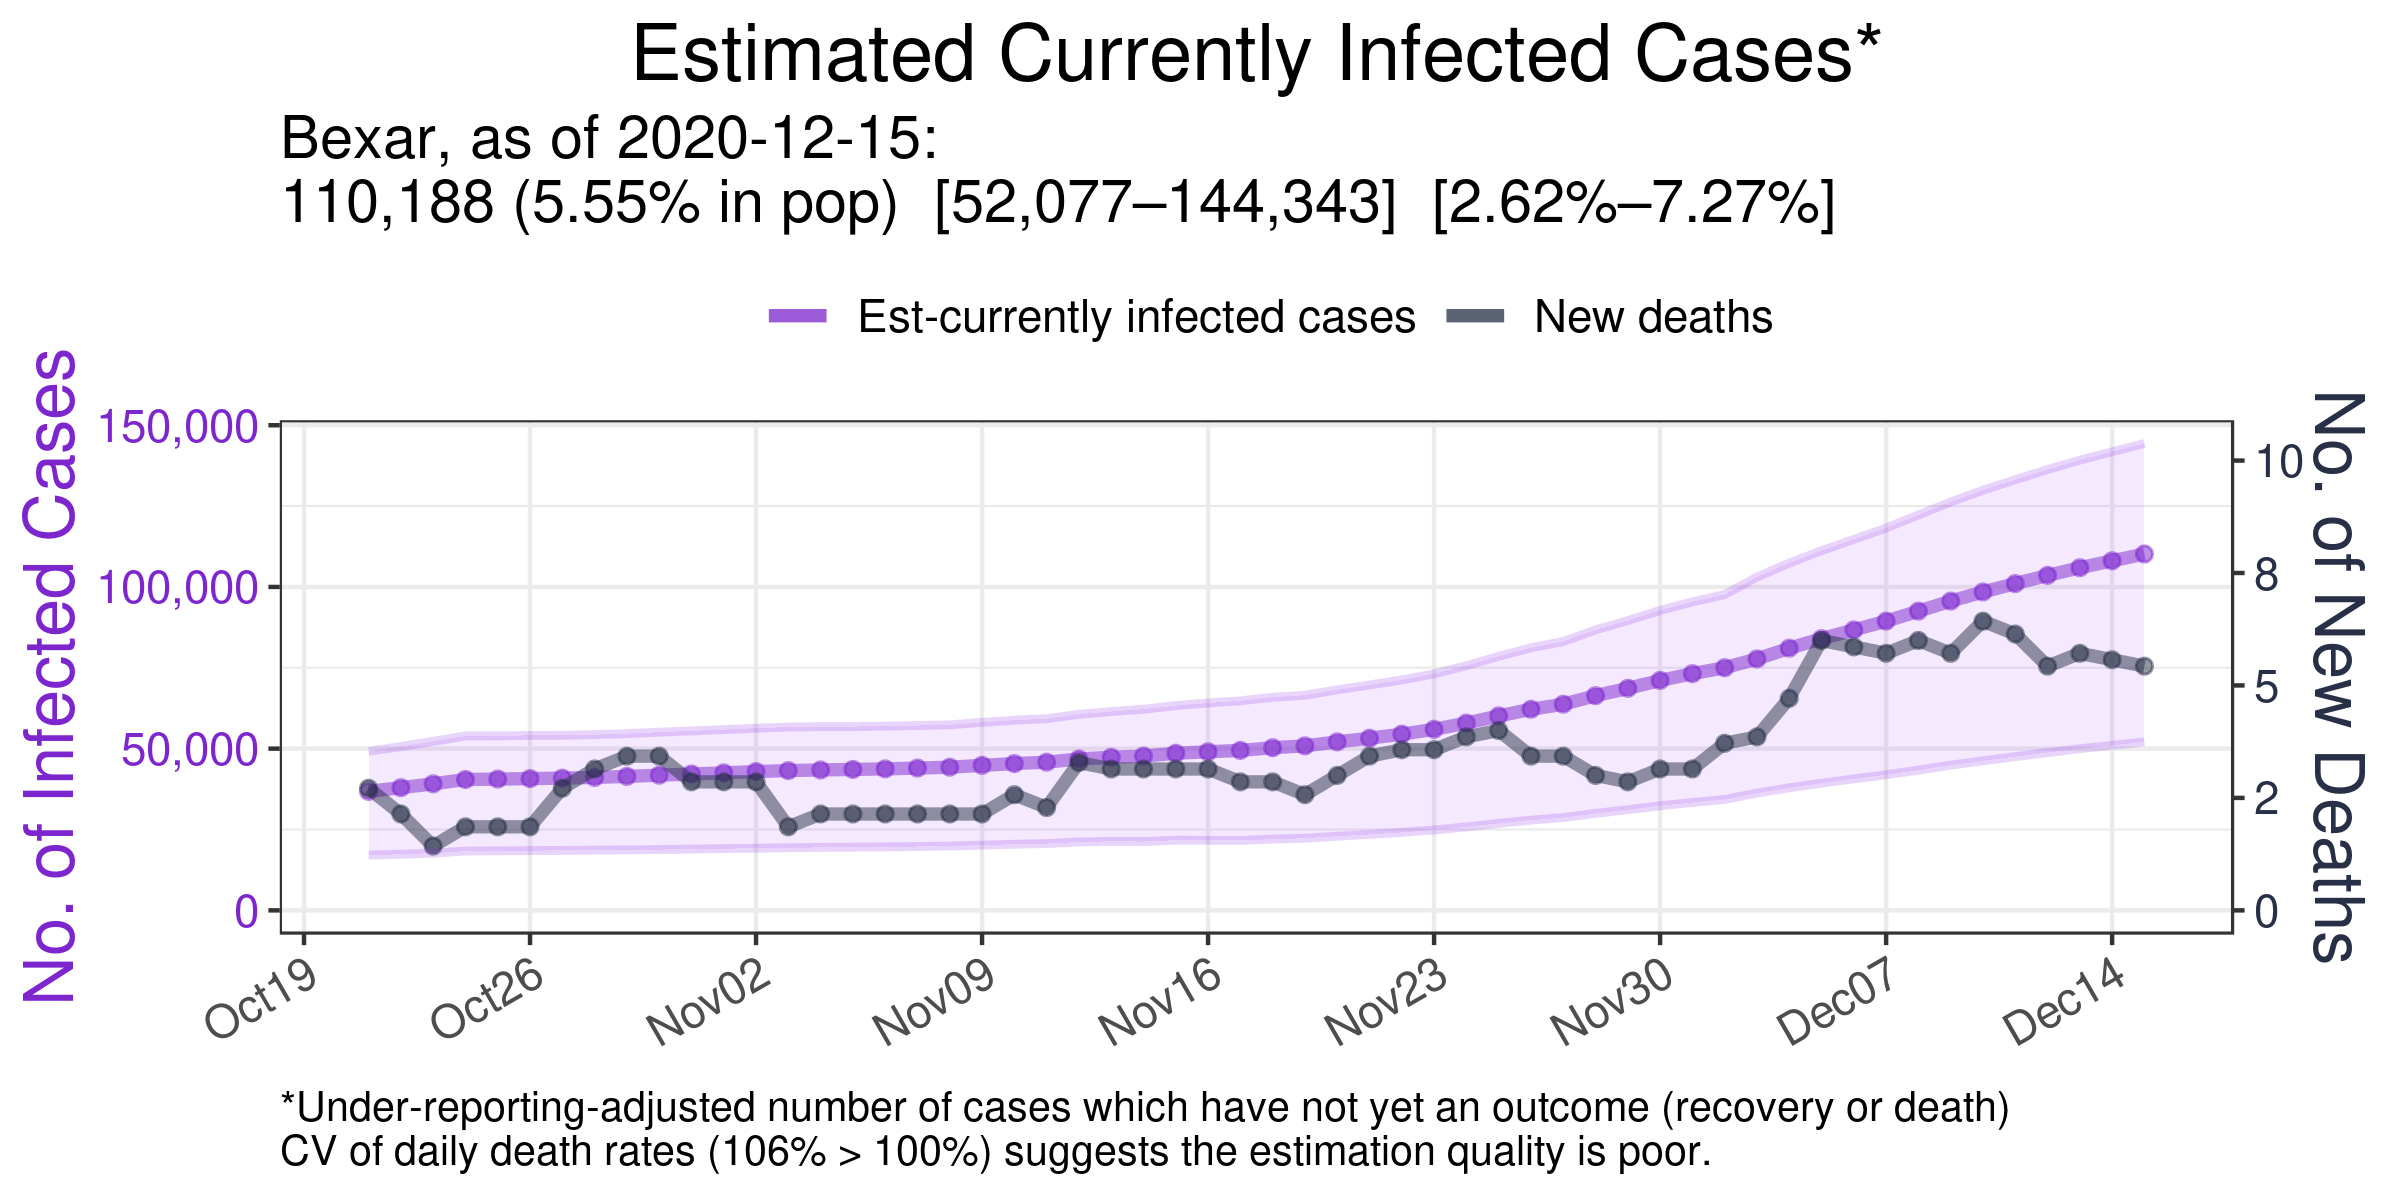 Estimated Currently Infected Cases*
Bexar, as of 2020-12-15:
110,188 (5.55% in pop) [52,077–144,343] [2.62%–7.27%]
Est-currently infected cases
New deaths
No. of Infected Cases
150,000
100,000
50,000
0
10
8
5
2
0
No. of New Deaths
Oct19
Oct26
Nov02
Nov09
Nov16
Nov23
Nov30
Dec07
Dec14
*Under-reporting-adjusted number of cases which have not yet an outcome (recovery or death)
CV of daily death rates (106% > 100%) suggests the estimation quality is poor.